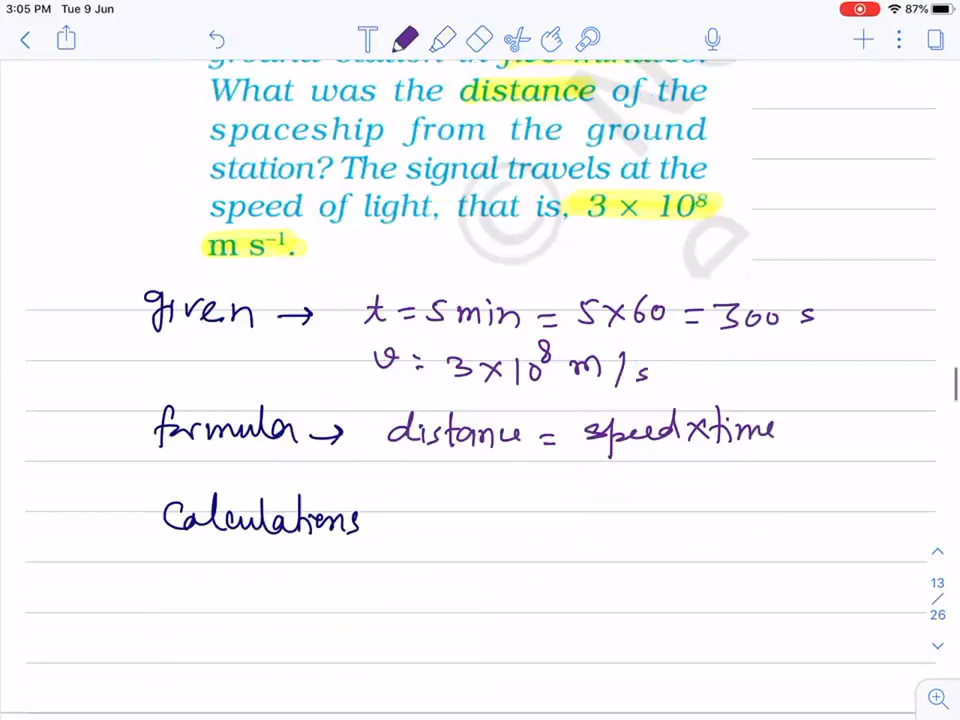 3:05 PM Tue 9 Jun 87%
T
What was the distance of the
spaceship from the ground
station? The signal travels at the
speed of light, that is, 3 × 10⁸
m s⁻¹.
given → t = 5 min = 5×60 = 300 s
v = 3×10⁸ m/s
formula → distance = speed×time
Calculations
13
/
26